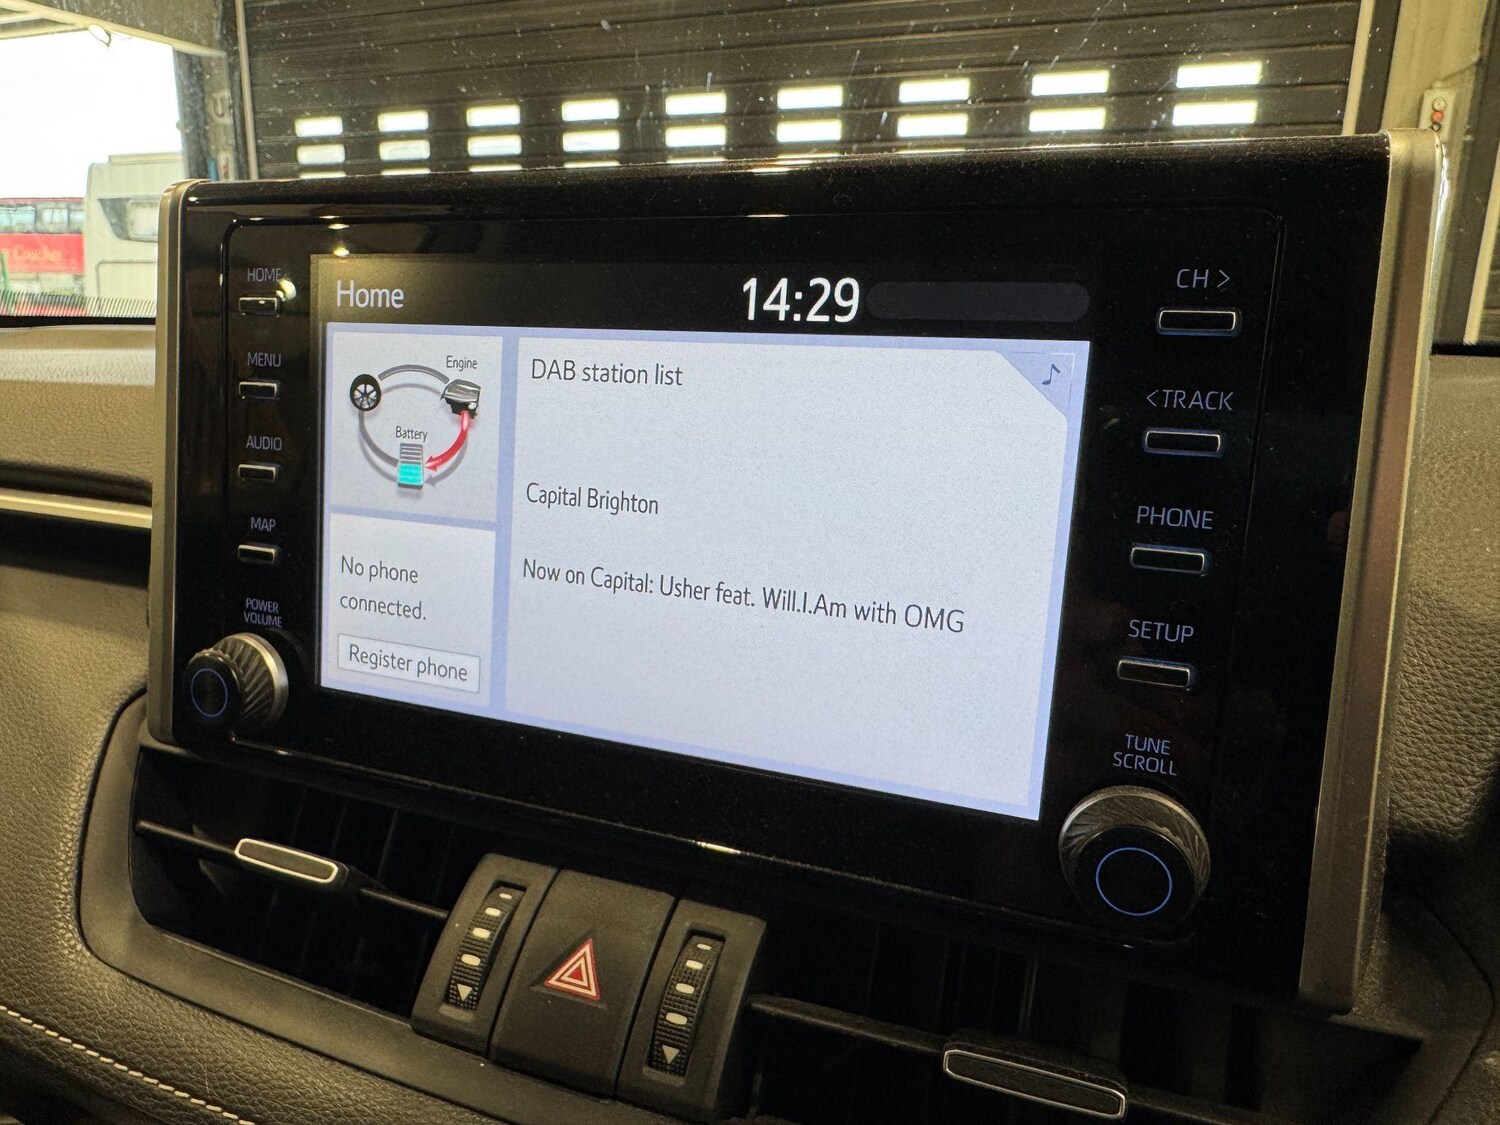 HOME
MENU
AUDIO
MAP
POWER
VOLUME
Home
14:29
Engine
Battery
No phone
connected.
Register phone
DAB station list
Capital Brighton
Now on Capital: Usher feat. Will.I.Am with OMG
CH >
<TRACK
PHONE
SETUP
TUNE
SCROLL